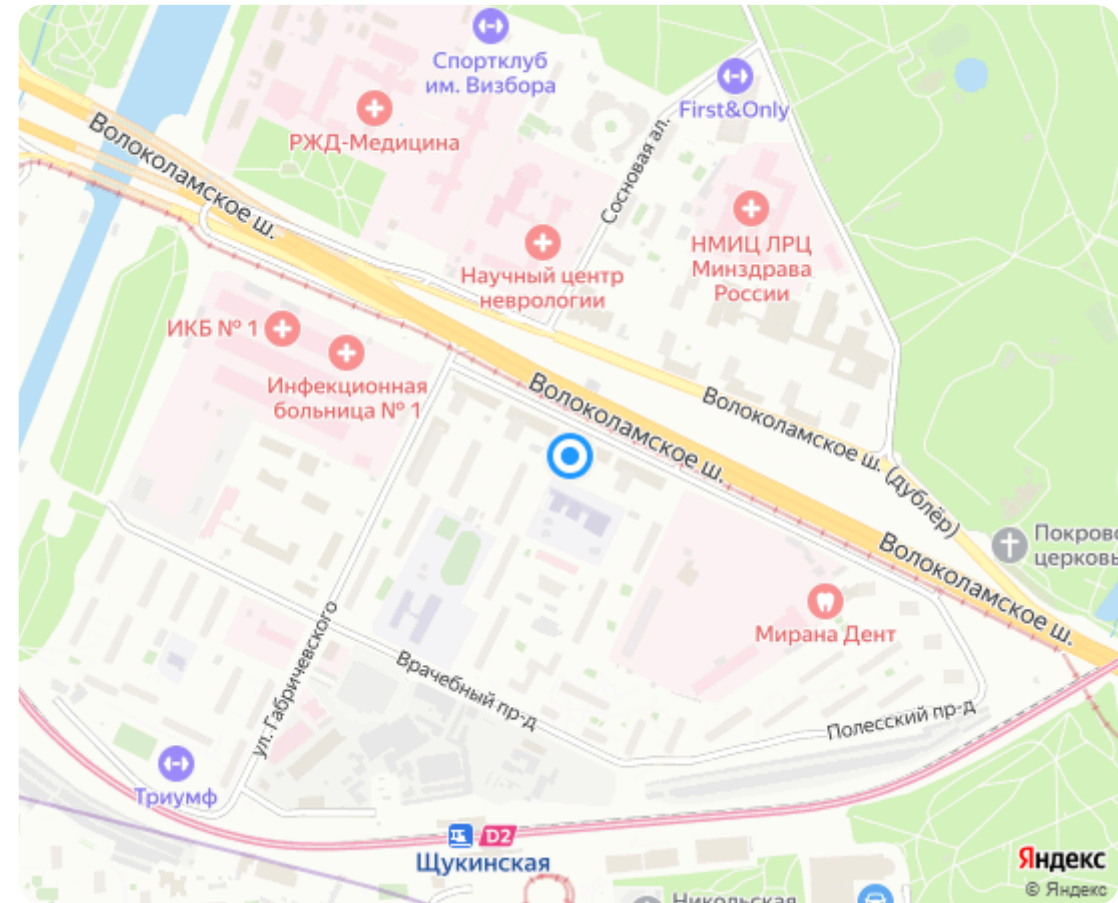 Спортклуб
им. Визбора
First&Only
РЖД-Медицина
Волоколамское ш.
Сосновая ал.
НМИЦ ЛРЦ
Минздрава
России
Научный центр
неврологии
ИКБ № 1
Инфекционная
больница № 1
Волоколамское ш.
Волоколамское ш. (дублёр)
Покровс
церковь
Волоколамское ш.
Мирана Дент
ул. Габричевского
Врачебный пр-д
Полесский пр-д
Триумф
D2
Щукинская
Яндекс
© Яндекс
Никольская